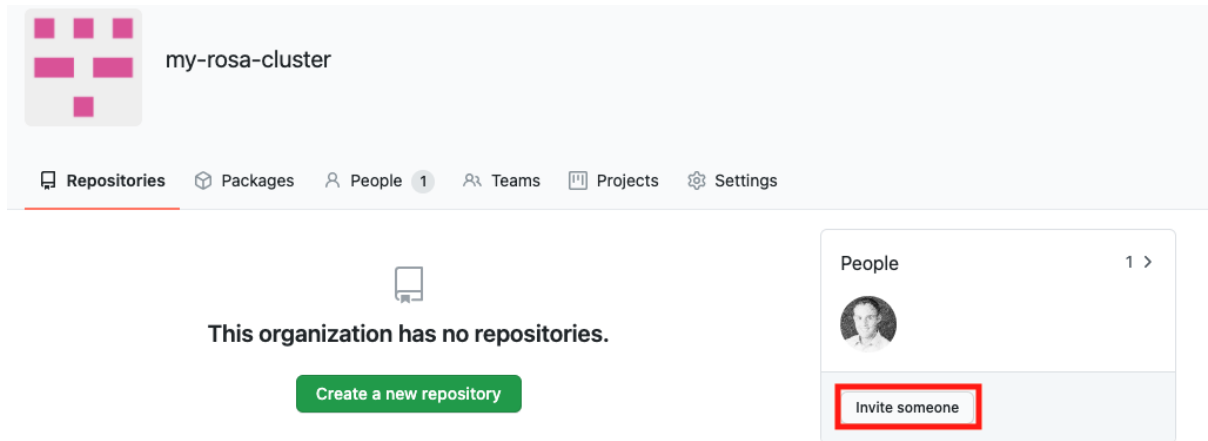 my-rosa-cluster
Repositories Packages People 1 Teams Projects Settings
People 1
This organization has no repositories.
Create a new repository
Invite someone